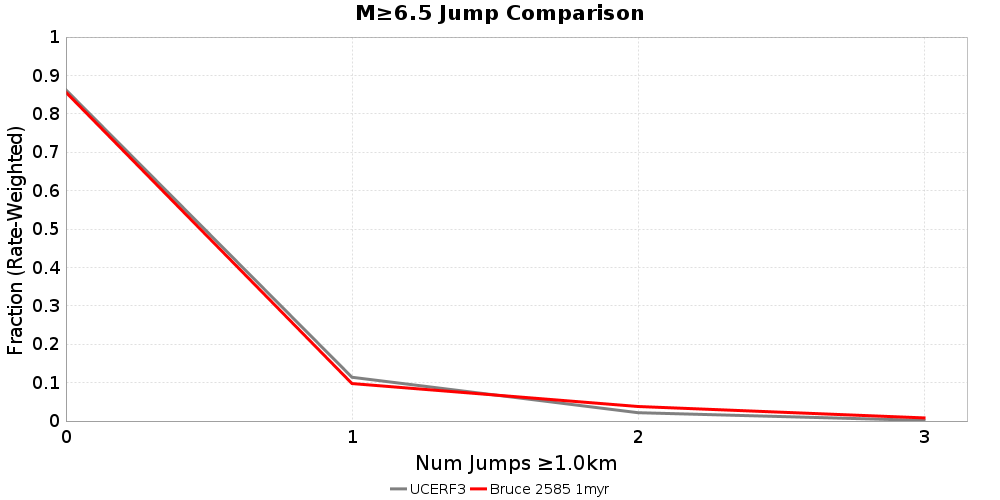 M≥6.5 Jump Comparison
Fraction (Rate-Weighted)
1
0.9
0.8
0.7
0.6
0.5
0.4
0.3
0.2
0.1
0
0 1 2 3
Num Jumps ≥1.0km
UCERF3 Bruce 2585 1myr